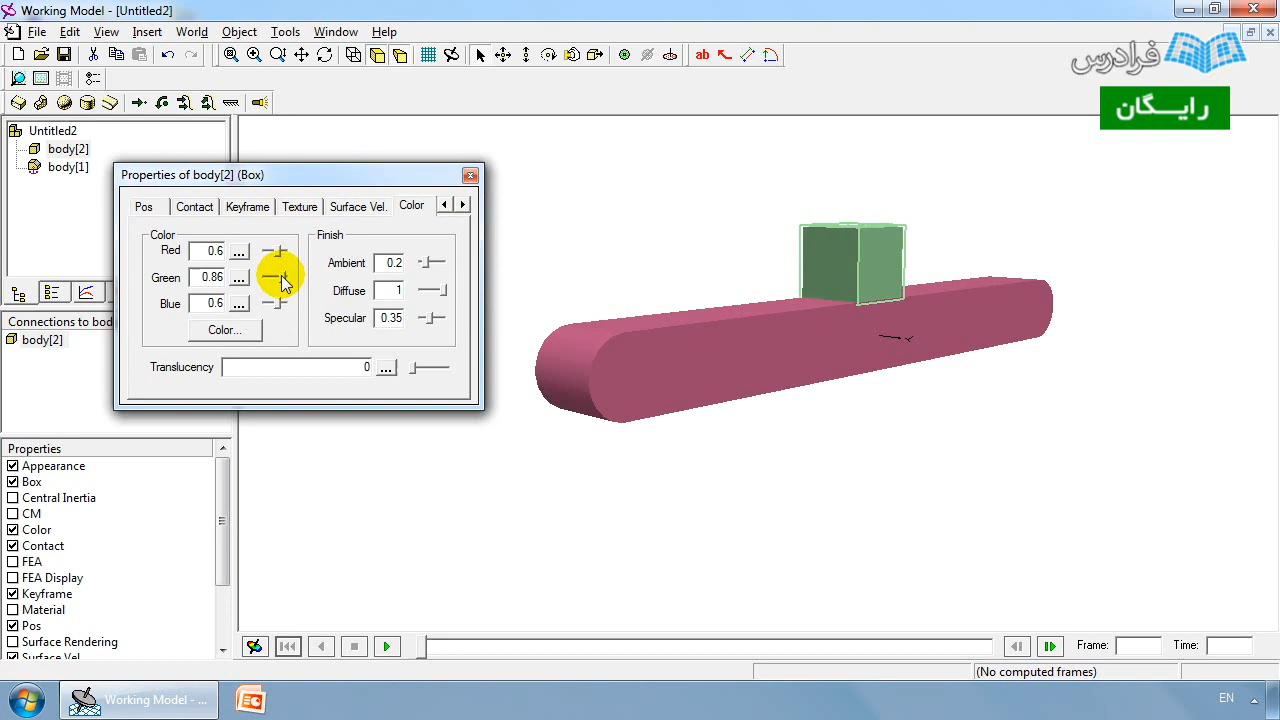 Working Model - [Untitled2]
File Edit View Insert World Object Tools Window Help
فرادرس
رایگان
ab
Untitled2
body[2]
body[1]
Connections to bod
body[2]
Properties of body[2] (Box)
Pos Contact Keyframe Texture Surface Vel. Color
Color
Red 0.6 ...
Green 0.86 ...
Blue 0.6 ...
Color...
Finish
Ambient 0.2
Diffuse 1
Specular 0.35
Translucency 0 ...
Properties
Appearance
Box
Central Inertia
CM
Color
Contact
FEA
FEA Display
Keyframe
Material
Pos
Surface Rendering
Surface Vel
Y
Frame: Time:
(No computed frames)
Working Model - ...
EN